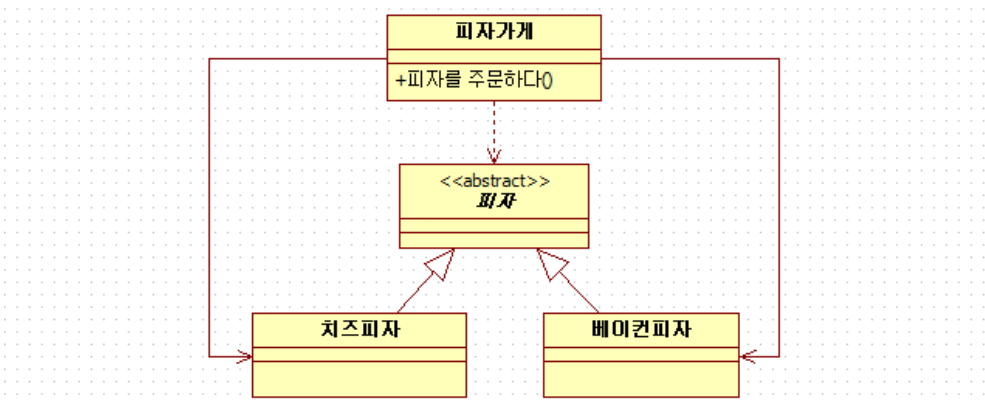 피자가게
+피자를 주문하다()
<<abstract>>
피자
치즈피자
베이컨피자